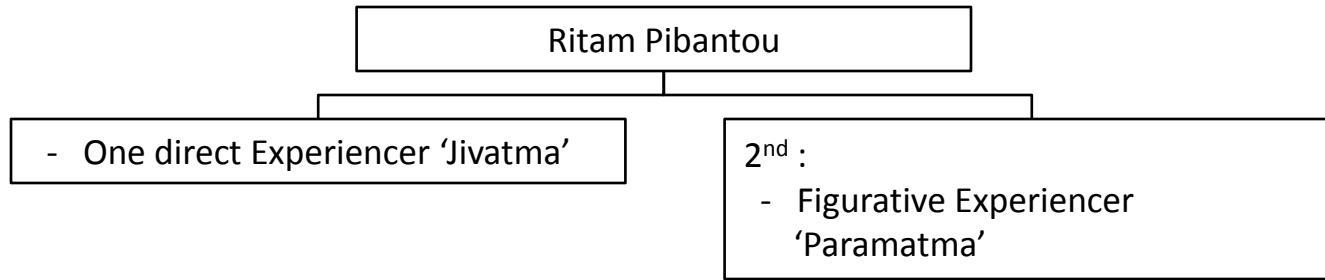 Ritam Pibantou
- One direct Experiencer ‘Jivatma’
2nd :
- Figurative Experiencer
‘Paramatma’